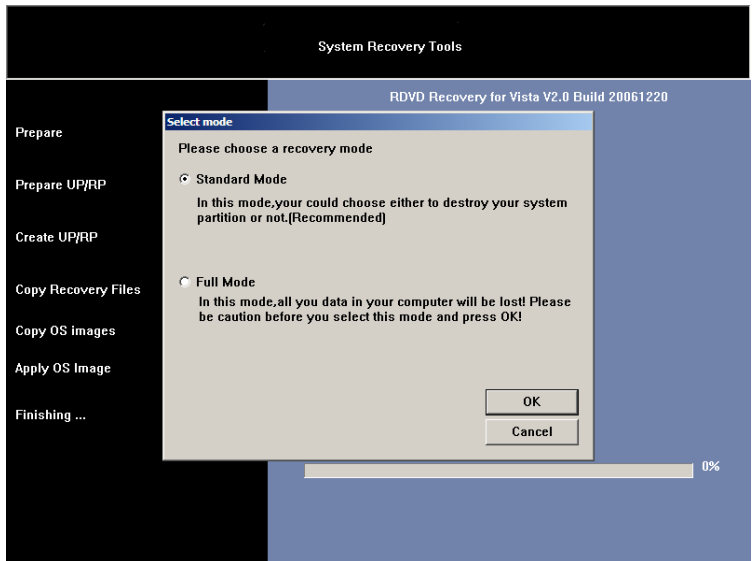 System Recovery Tools
RDVD Recovery for Vista V2.0 Build 20061220
Prepare
Prepare UP/RP
Create UP/RP
Copy Recovery Files
Copy OS images
Apply OS Image
Finishing ...
Select mode
Please choose a recovery mode
Standard Mode
In this mode,your could choose either to destroy your system
partition or not.(Recommended)
Full Mode
In this mode,all you data in your computer will be lost! Please
be caution before you select this mode and press OK!
OK
Cancel
0%